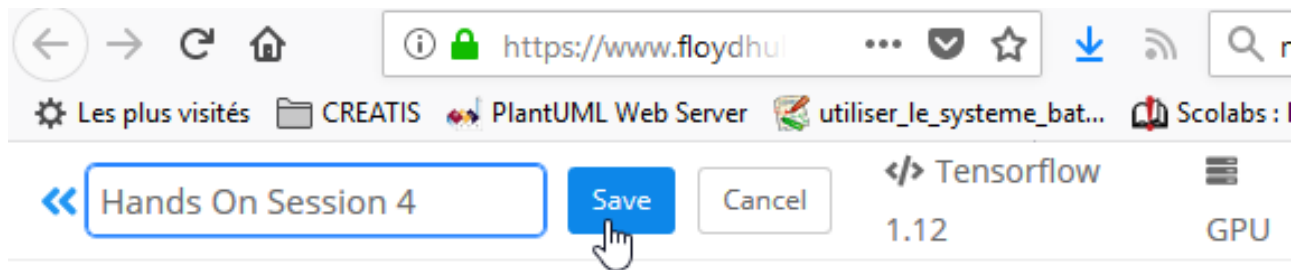 https://www.floydhu
Les plus visités CREATIS PlantUML Web Server utiliser_le_systeme_bat... Scolabs :
Hands On Session 4 Save Cancel </> Tensorflow
1.12 GPU